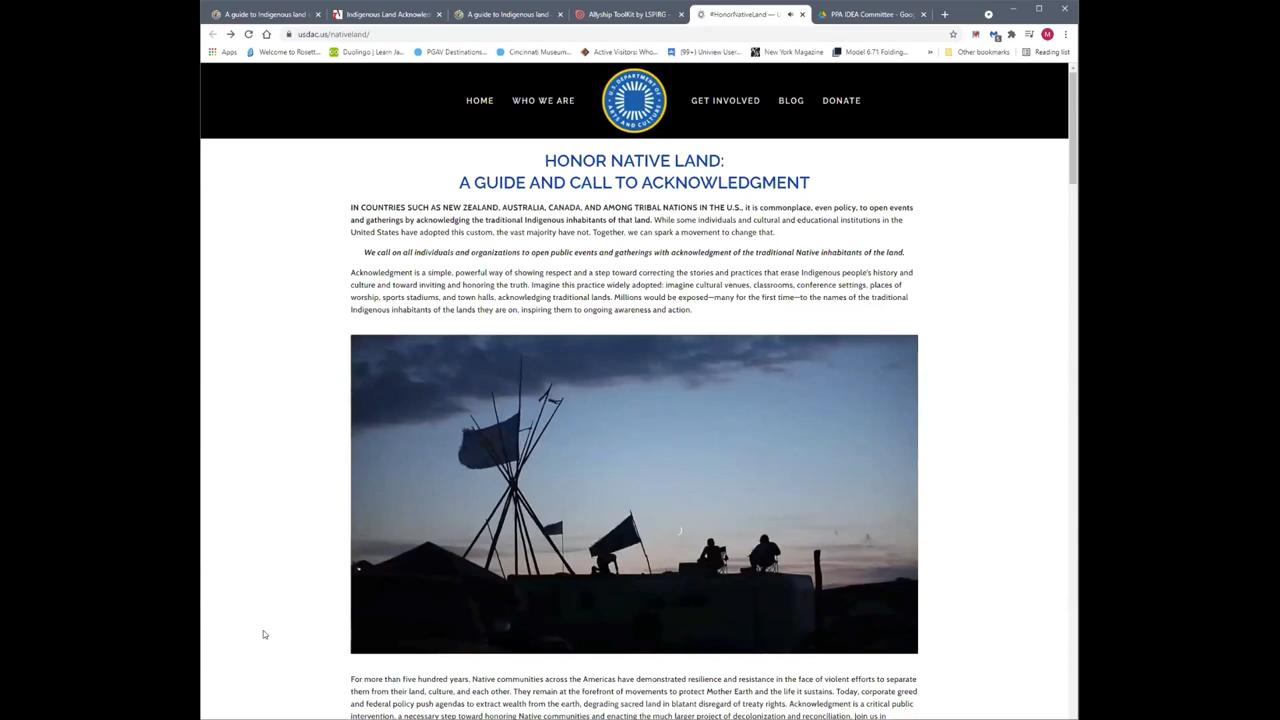 A guide to Indigenous land
Indigenous Land Acknowled
A guide to Indigenous land
Allyship ToolKit by LSPIRG -
#HonorNativeLand — U
PPA IDEA Committee - Goo
usdac.us/nativeland/
M
Apps
Welcome to Rosett...
Duolingo | Learn Ja...
PGAV Destinations...
Cincinnati Museum...
Active Visitors: Who...
(99+) Uniview User...
New York Magazine
Model 6.71 Folding...
»
Other bookmarks
Reading list
HOME
WHO WE ARE
U.S. DEPARTMENT OF
ARTS AND CULTURE
GET INVOLVED
BLOG
DONATE
HONOR NATIVE LAND:
A GUIDE AND CALL TO ACKNOWLEDGMENT
IN COUNTRIES SUCH AS NEW ZEALAND, AUSTRALIA, CANADA, AND AMONG TRIBAL NATIONS IN THE U.S., it is commonplace, even policy, to open events
and gatherings by acknowledging the traditional Indigenous inhabitants of that land. While some individuals and cultural and educational institutions in the
United States have adopted this custom, the vast majority have not. Together, we can spark a movement to change that.
We call on all individuals and organizations to open public events and gatherings with acknowledgment of the traditional Native inhabitants of the land.
Acknowledgment is a simple, powerful way of showing respect and a step toward correcting the stories and practices that erase Indigenous people's history and
culture and toward inviting and honoring the truth. Imagine this practice widely adopted: imagine cultural venues, classrooms, conference settings, places of
worship, sports stadiums, and town halls, acknowledging traditional lands. Millions would be exposed—many for the first time—to the names of the traditional
Indigenous inhabitants of the lands they are on, inspiring them to ongoing awareness and action.
For more than five hundred years, Native communities across the Americas have demonstrated resilience and resistance in the face of violent efforts to separate
them from their land, culture, and each other. They remain at the forefront of movements to protect Mother Earth and the life it sustains. Today, corporate greed
and federal policy push agendas to extract wealth from the earth, degrading sacred land in blatant disregard of treaty rights. Acknowledgment is a critical public
intervention, a necessary step toward honoring Native communities and enacting the much larger project of decolonization and reconciliation. Join us in